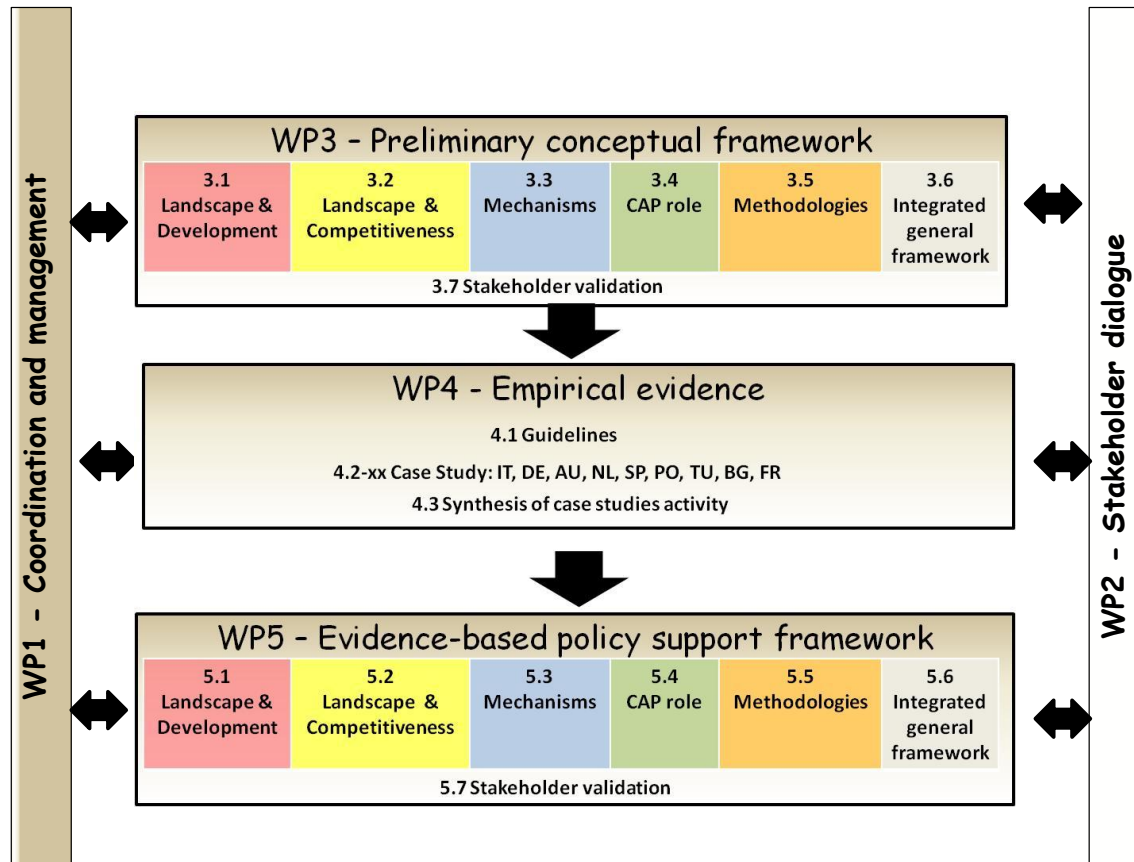 WP1 - Coordination and management
WP3 - Preliminary conceptual framework
3.1
Landscape &
Development
3.2
Landscape &
Competitiveness
3.3
Mechanisms
3.4
CAP role
3.5
Methodologies
3.6
Integrated
general
framework
3.7 Stakeholder validation
WP4 - Empirical evidence
4.1 Guidelines
4.2-xx Case Study: IT, DE, AU, NL, SP, PO, TU, BG, FR
4.3 Synthesis of case studies activity
WP5 - Evidence-based policy support framework
5.1
Landscape &
Development
5.2
Landscape &
Competitiveness
5.3
Mechanisms
5.4
CAP role
5.5
Methodologies
5.6
Integrated
general
framework
5.7 Stakeholder validation
WP2 - Stakeholder dialogue